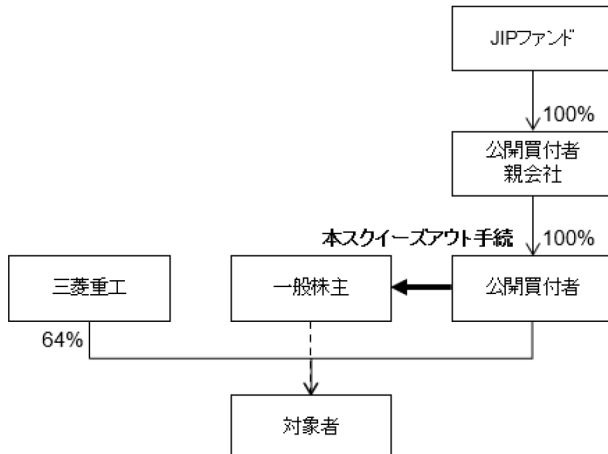 JIPファンド
100%
公開買付者
親会社
本スクイーズアウト手続
100%
三菱重工
一般株主
公開買付者
64%
対象者